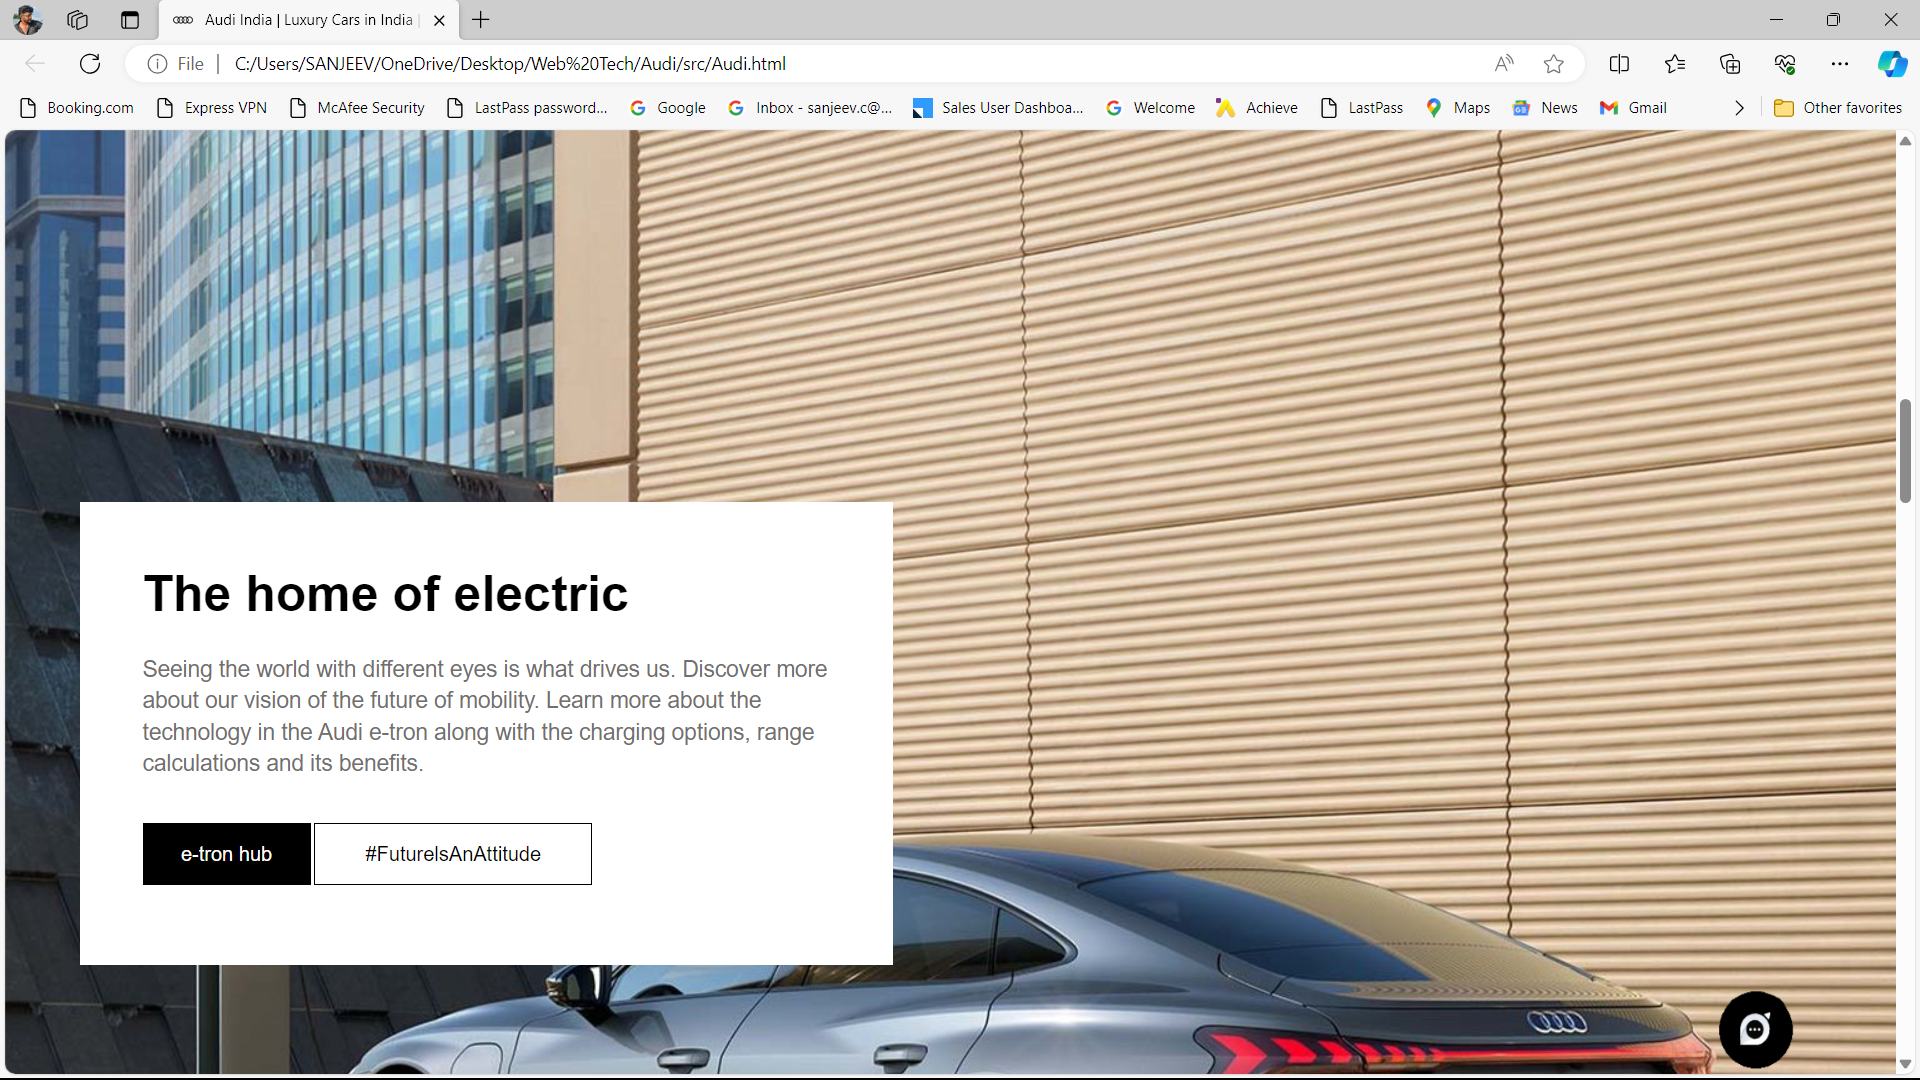 Audi India | Luxury Cars in India |
File
C:/Users/SANJEEV/OneDrive/Desktop/Web%20Tech/Audi/src/Audi.html
Booking.com
Express VPN
McAfee Security
LastPass password...
Google
Inbox - sanjeev.c@...
Sales User Dashboa...
Welcome
Achieve
LastPass
Maps
News
Gmail
Other favorites
The home of electric
Seeing the world with different eyes is what drives us. Discover more
about our vision of the future of mobility. Learn more about the
technology in the Audi e-tron along with the charging options, range
calculations and its benefits.
e-tron hub
#FutureIsAnAttitude